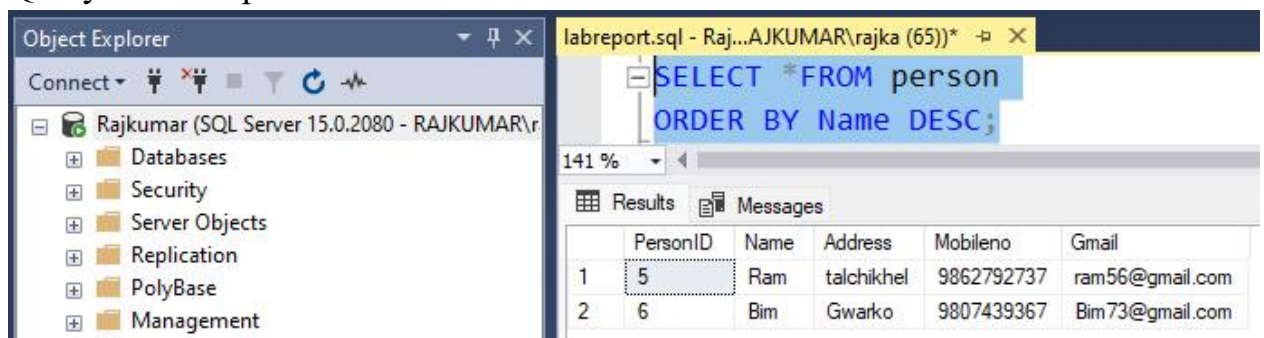 Object Explorer
Connect
Rajkumar (SQL Server 15.0.2080 - RAJKUMAR\r
Databases
Security
Server Objects
Replication
PolyBase
Management
labreport.sql - Raj...AJKUMAR\rajka (65))*
SELECT *FROM person
ORDER BY Name DESC;
141 %
Results Messages
PersonID Name Address Mobileno Gmail
1 5 Ram talchikhel 9862792737 ram56@gmail.com
2 6 Bim Gwarko 9807439367 Bim73@gmail.com